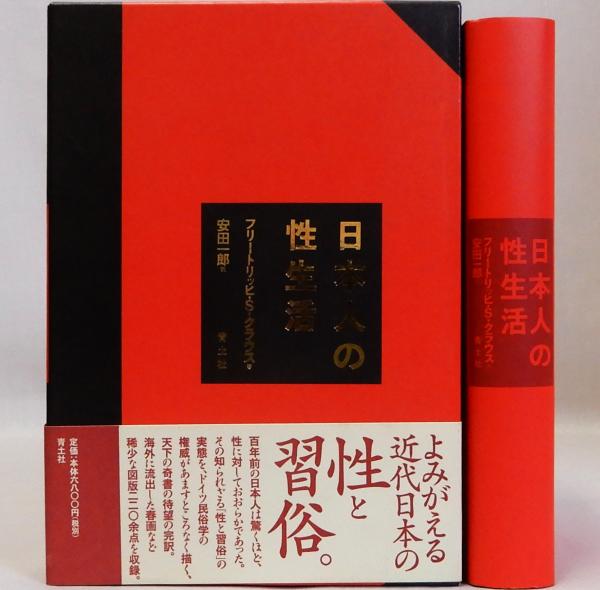 日本人の
性生活
フリートリッヒ・S・クラウス・著
安田一郎・訳
青土社
よみがえる
近代日本の
性と
習俗。
百年前の日本人は驚くほど、
性に対しておおらかであった。
その知られざる「性と習俗」の
実態を、ドイツ民俗学の
権威があますところなく描く、
天下の奇書の待望の完訳。
海外に流出した春画など
稀少な図版二二〇余点を収録。
定価:本体六八〇〇円(税別)
青土社
日本人の
性生活
フリートリッヒ・S・クラウス・
安田一郎
青土社